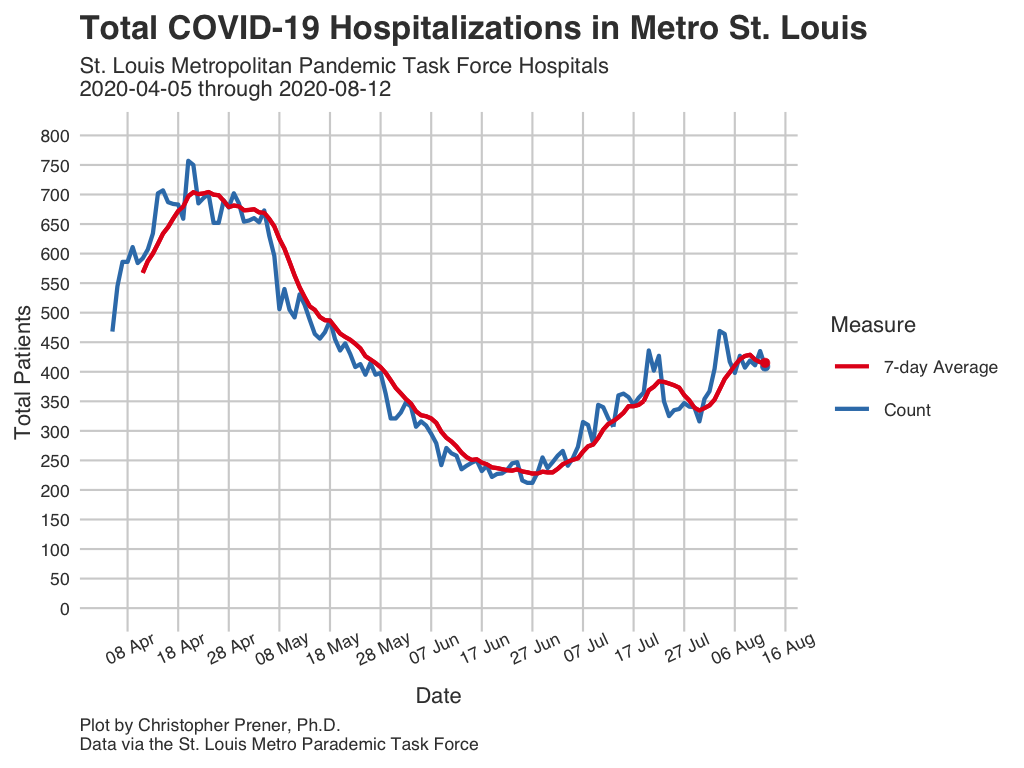 Total COVID-19 Hospitalizations in Metro St. Louis
St. Louis Metropolitan Pandemic Task Force Hospitals
2020-04-05 through 2020-08-12
Total Patients
800
750
700
650
600
550
500
450
400
350
300
250
200
150
100
50
0
08 Apr
18 Apr
28 Apr
08 May
18 May
28 May
07 Jun
17 Jun
27 Jun
07 Jul
17 Jul
27 Jul
06 Aug
16 Aug
Date
Measure
7-day Average
Count
Plot by Christopher Prener, Ph.D.
Data via the St. Louis Metro Parademic Task Force